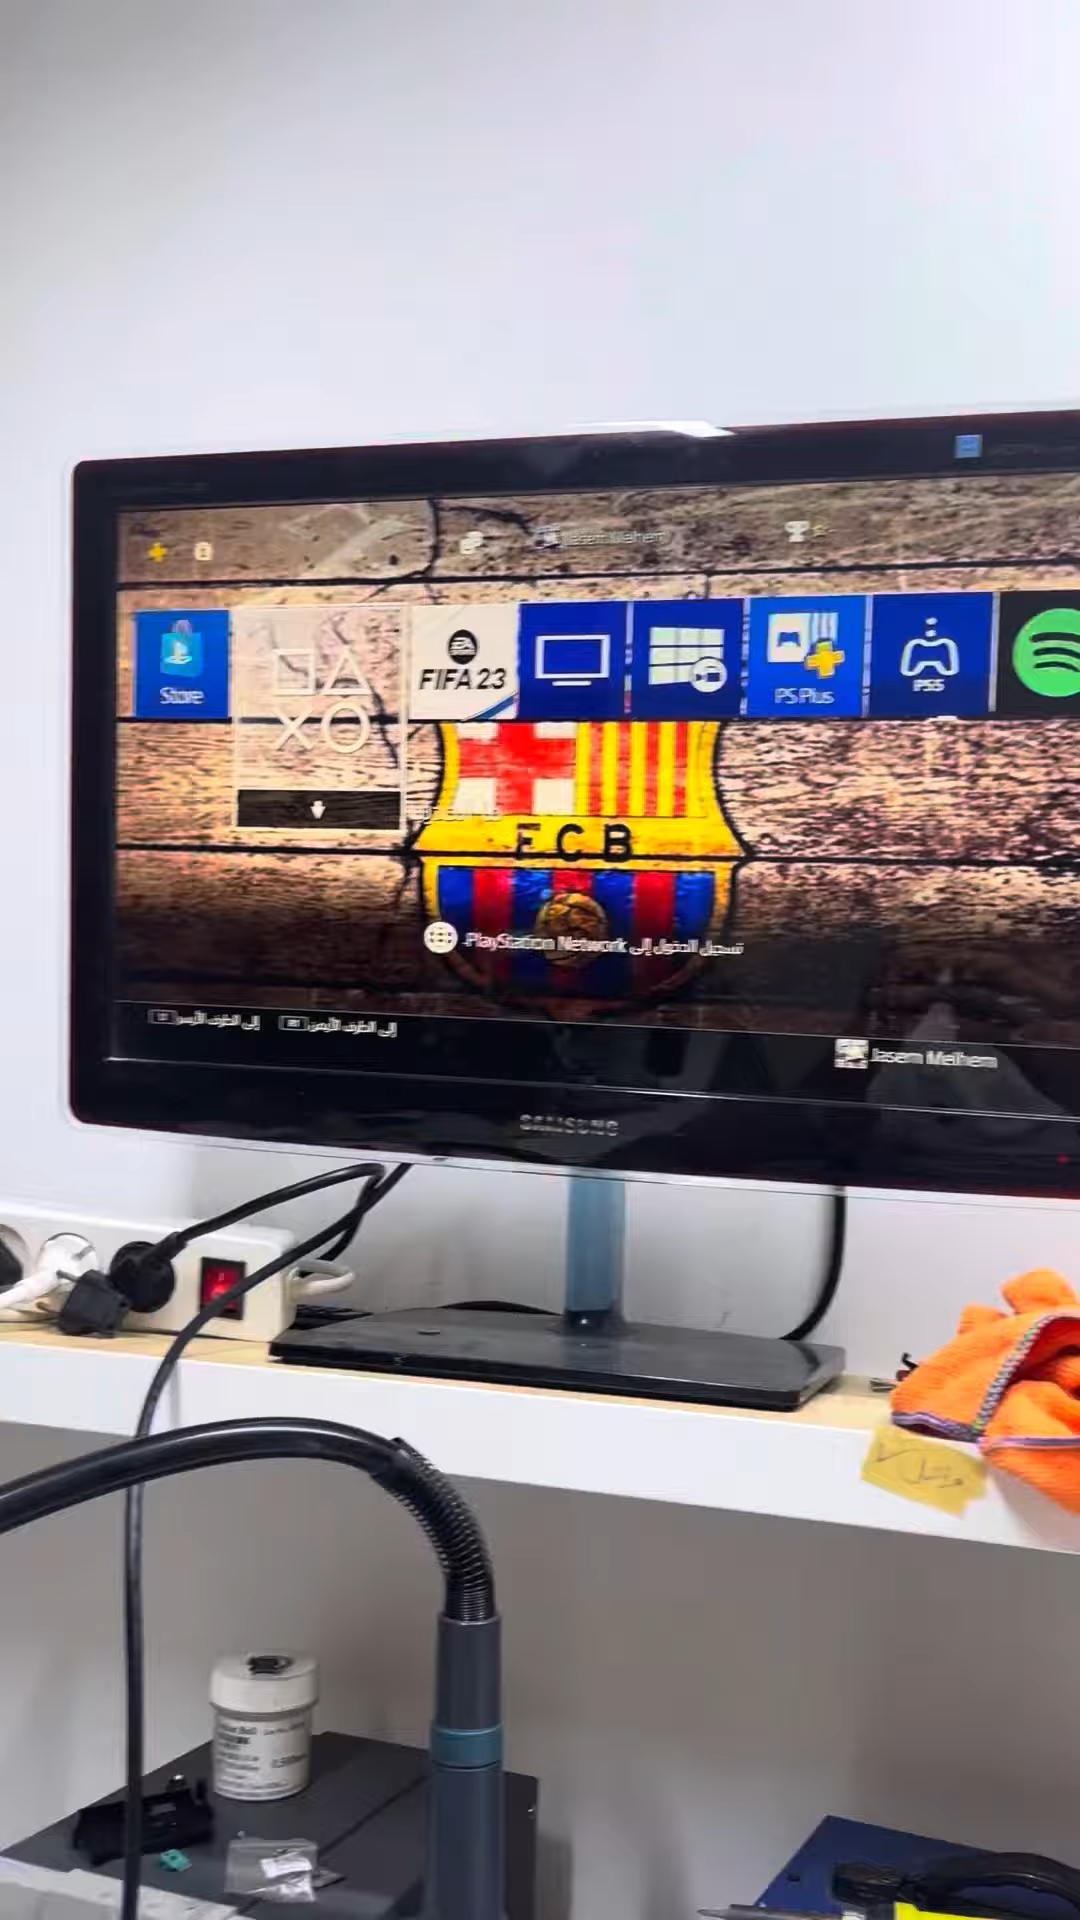 Jasem Melhem
Store
EA
FIFA 23
PS Plus
PS5
FCB
تسجيل الدخول إلى PlayStation Network.
إلى الطرف الأيسر
إلى الطرف الأيمن
Jasem Melhem
SAMSUNG